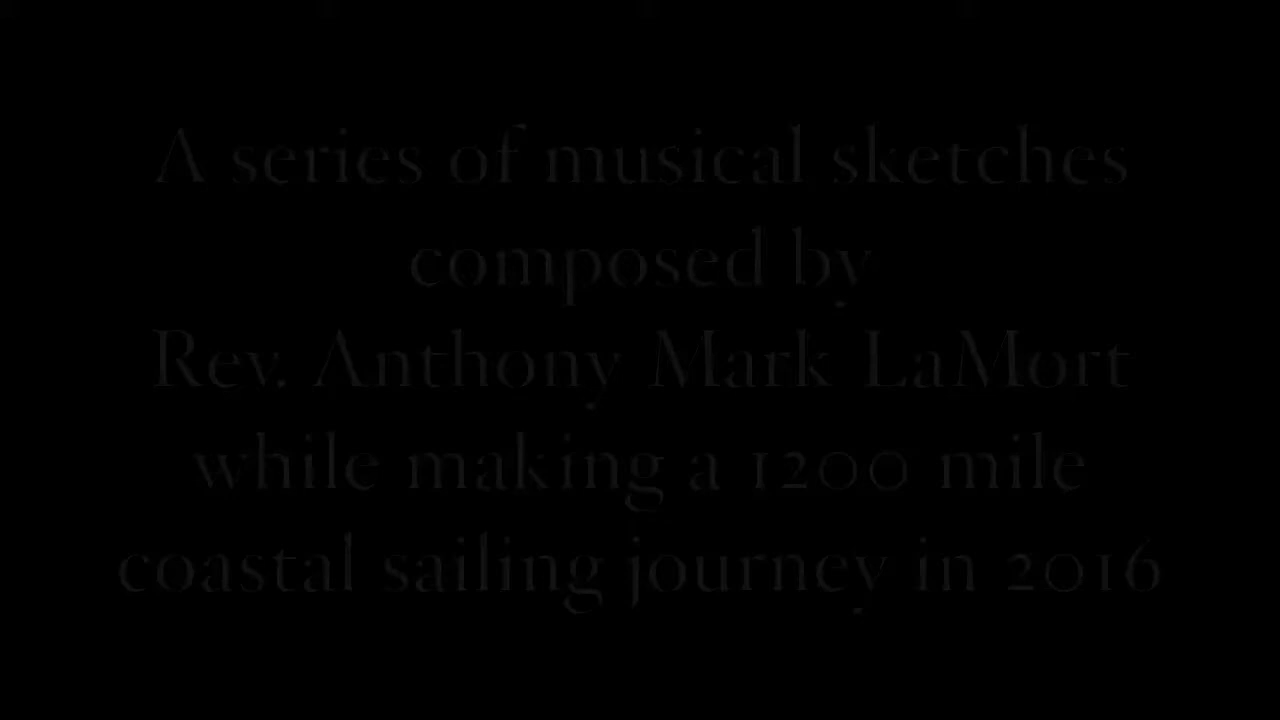 A series of musical sketches
composed by
Rev. Anthony Mark LaMort
while making a 1200 mile
coastal sailing journey in 2016